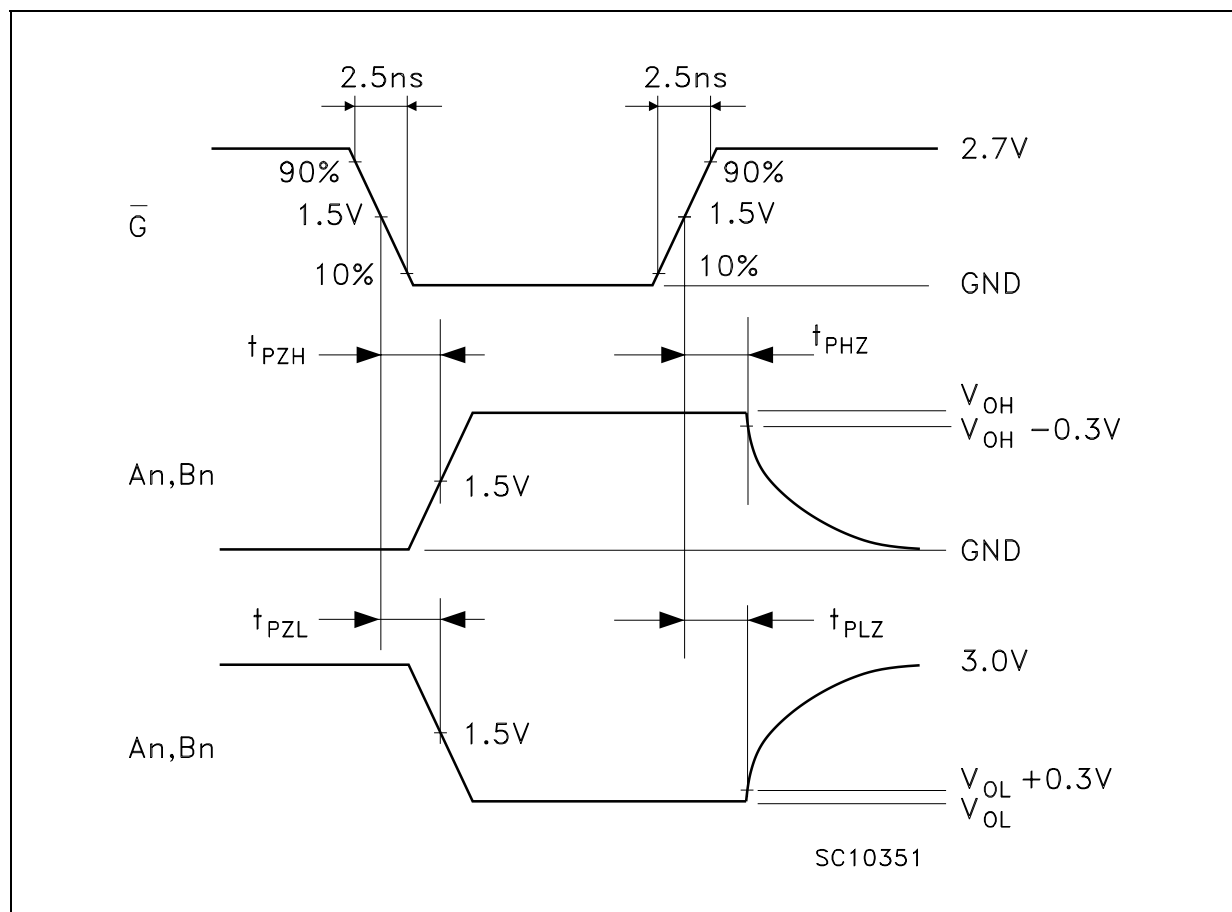 2.5ns 2.5ns
2.7V
90% 90%
G̅ 1.5V 1.5V
10% 10%
GND
tPZH tPHZ
VOH
VOH −0.3V
An,Bn 1.5V
GND
tPZL tPLZ
3.0V
1.5V
An,Bn
VOL +0.3V
VOL
SC10351